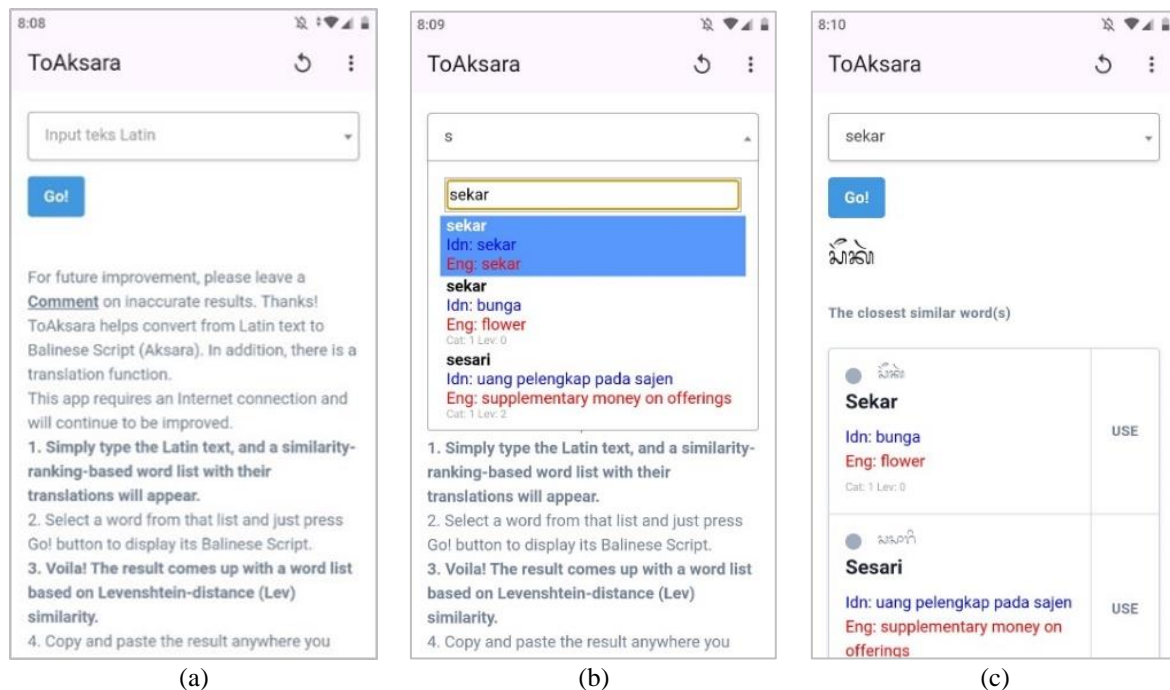 8:08
ToAksara
Input teks Latin
Go!
For future improvement, please leave a
Comment on inaccurate results. Thanks!
ToAksara helps convert from Latin text to
Balinese Script (Aksara). In addition, there is a
translation function.
This app requires an Internet connection and
will continue to be improved.
1. Simply type the Latin text, and a similarity-
ranking-based word list with their
translations will appear.
2. Select a word from that list and just press
Go! button to display its Balinese Script.
3. Voila! The result comes up with a word list
based on Levenshtein-distance (Lev)
similarity.
4. Copy and paste the result anywhere you
(a)
8:09
ToAksara
s
sekar
sekar
Idn: sekar
Eng: sekar
sekar
Idn: bunga
Eng: flower
Cat: 1 Lev: 0
sesari
Idn: uang pelengkap pada sajen
Eng: supplementary money on offerings
Cat: 1 Lev: 2
1. Simply type the Latin text, and a similarity-
ranking-based word list with their
translations will appear.
2. Select a word from that list and just press
Go! button to display its Balinese Script.
3. Voila! The result comes up with a word list
based on Levenshtein-distance (Lev)
similarity.
4. Copy and paste the result anywhere you
(b)
8:10
ToAksara
sekar
Go!
ᬲᭂᬓᬃ
The closest similar word(s)
ᬲᭂᬓᬃ
Sekar
Idn: bunga
Eng: flower
Cat: 1 Lev: 0
USE
Sesari
Idn: uang pelengkap pada sajen
Eng: supplementary money on
offerings
USE
(c)